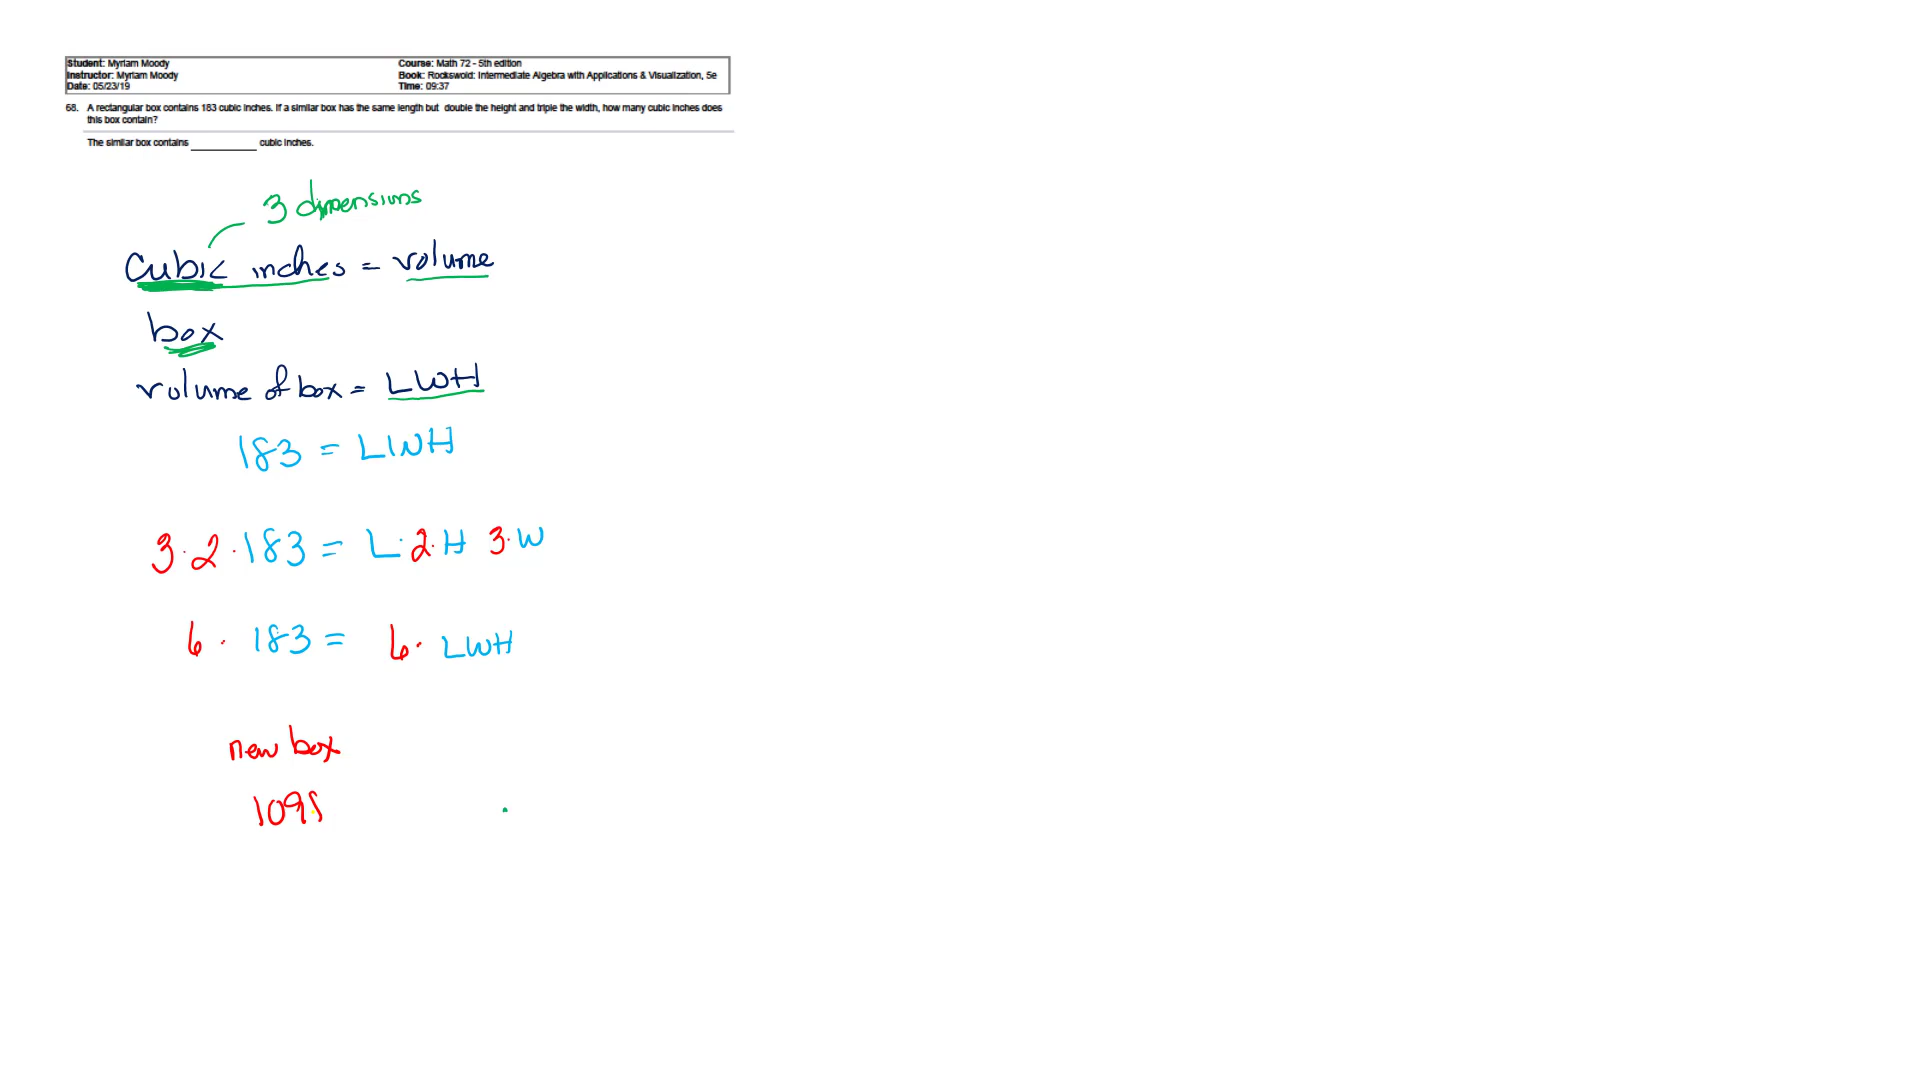 Student: Myriam Moody
Instructor: Myriam Moody
Date: 05/23/19
Course: Math 72 - 5th edition
Book: Rockswold: Intermediate Algebra with Applications & Visualization, 5e
Time: 09:37
68. A rectangular box contains 183 cubic inches. If a similar box has the same length but double the height and triple the width, how many cubic inches does
this box contain?
The similar box contains ____________ cubic inches.
3 dimensions
Cubic inches = volume
box
volume of box = LWH
183 = LWH
3·2·183 = L·2·H 3·W
6 · 183 = 6· LWH
new box